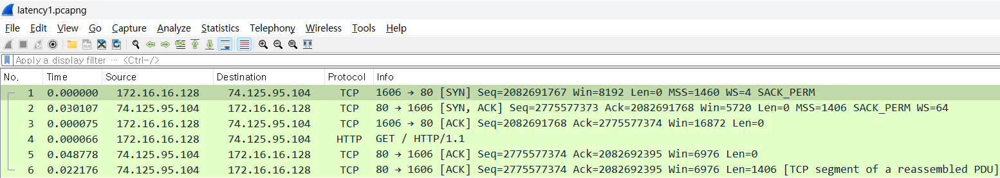 latency1.pcapng
File Edit View Go Capture Analyze Statistics Telephony Wireless Tools Help
Apply a display filter … <Ctrl-/>
No. Time Source Destination Protocol Info
1 0.000000 172.16.16.128 74.125.95.104 TCP 1606 → 80 [SYN] Seq=2082691767 Win=8192 Len=0 MSS=1460 WS=4 SACK_PERM
2 0.030107 74.125.95.104 172.16.16.128 TCP 80 → 1606 [SYN, ACK] Seq=2775577373 Ack=2082691768 Win=5720 Len=0 MSS=1406 SACK_PERM WS=64
3 0.000075 172.16.16.128 74.125.95.104 TCP 1606 → 80 [ACK] Seq=2082691768 Ack=2775577374 Win=16872 Len=0
4 0.000066 172.16.16.128 74.125.95.104 HTTP GET / HTTP/1.1
5 0.048778 74.125.95.104 172.16.16.128 TCP 80 → 1606 [ACK] Seq=2775577374 Ack=2082692395 Win=6976 Len=0
6 0.022176 74.125.95.104 172.16.16.128 TCP 80 → 1606 [ACK] Seq=2775577374 Ack=2082692395 Win=6976 Len=1406 [TCP segment of a reassembled PDU]